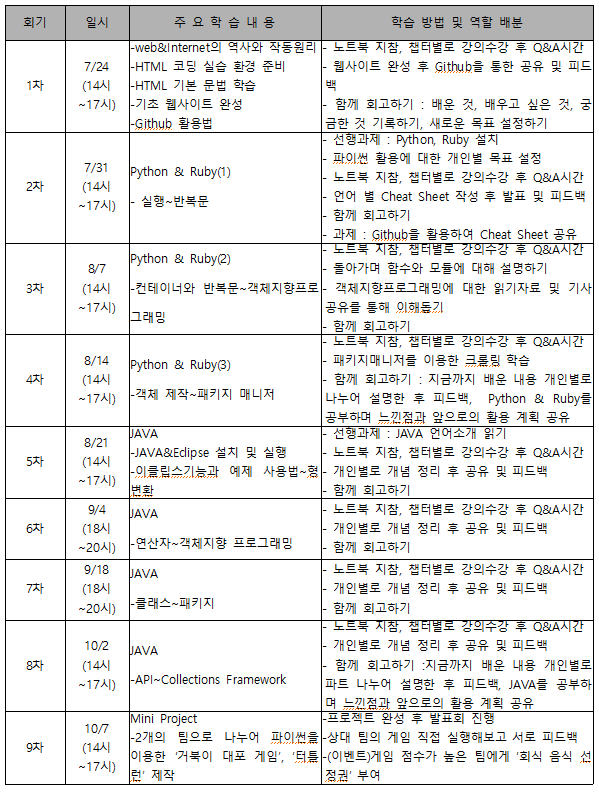 회기 일시 주 요 학 습 내 용 학습 방법 및 역할 배분
1차
7/24
(14시
~17시)
-web&Internet의 역사와 작동원리
-HTML 코딩 실습 환경 준비
-HTML 기본 문법 학습
-기초 웹사이트 완성
-Github 활용법
- 노트북 지참, 챕터별로 강의수강 후 Q&A시간
- 웹사이트 완성 후 Github을 통한 공유 및 피드
백
- 함께 회고하기 : 배운 것, 배우고 싶은 것, 궁
금한 것 기록하기, 새로운 목표 설정하기
2차
7/31
(14시
~17시)
Python & Ruby(1)
- 실행~반복문
- 선행과제 : Python, Ruby 설치
- 파이썬 활용에 대한 개인별 목표 설정
- 노트북 지참, 챕터별로 강의수강 후 Q&A시간
- 언어 별 Cheat Sheet 작성 후 발표 및 피드백
- 함께 회고하기
- 과제 : Github을 활용하여 Cheat Sheet 공유
3차
8/7
(14시
~17시)
Python & Ruby(2)
-컨테이너와 반복문~객체지향프로
그래밍
- 노트북 지참, 챕터별로 강의수강 후 Q&A시간
- 돌아가며 함수와 모듈에 대해 설명하기
- 객체지향프로그래밍에 대한 읽기자료 및 기사
공유를 통해 이해돕기
- 함께 회고하기
4차
8/14
(14시
~17시)
Python & Ruby(3)
-객체 제작~패키지 매니저
- 노트북 지참, 챕터별로 강의수강 후 Q&A시간
- 패키지매니저를 이용한 크롤링 학습
- 함께 회고하기 : 지금까지 배운 내용 개인별로
나누어 설명한 후 피드백, Python & Ruby를
공부하며 느낀점과 앞으로의 활용 계획 공유
5차
8/21
(14시
~17시)
JAVA
-JAVA&Eclipse 설치 및 실행
-이클립스기능과 예제 사용법~형
변환
- 선행과제 : JAVA 언어소개 읽기
- 노트북 지참, 챕터별로 강의수강 후 Q&A시간
- 개인별로 개념 정리 후 공유 및 피드백
- 함께 회고하기
6차
9/4
(18시
~20시)
JAVA
-연산자~객체지향 프로그래밍
- 노트북 지참, 챕터별로 강의수강 후 Q&A시간
- 개인별로 개념 정리 후 공유 및 피드백
- 함께 회고하기
7차
9/18
(18시
~20시)
JAVA
-클래스~패키지
- 노트북 지참, 챕터별로 강의수강 후 Q&A시간
- 개인별로 개념 정리 후 공유 및 피드백
- 함께 회고하기
8차
10/2
(14시
~17시)
JAVA
-API~Collections Framework
- 노트북 지참, 챕터별로 강의수강 후 Q&A시간
- 개인별로 개념 정리 후 공유 및 피드백
- 함께 회고하기 :지금까지 배운 내용 개인별로
파트 나누어 설명한 후 피드백, JAVA를 공부하
며 느낀점과 앞으로의 활용 계획 공유
9차
10/7
(14시
~17시)
Mini Project
-2개의 팀으로 나누어 파이썬을
이용한 '거북이 대포 게임', '터틀
런' 제작
-프로젝트 완성 후 발표회 진행
-상대 팀의 게임 직접 실행해보고 서로 피드백
-(이벤트)게임 점수가 높은 팀에게 '회식 음식 선
정권' 부여